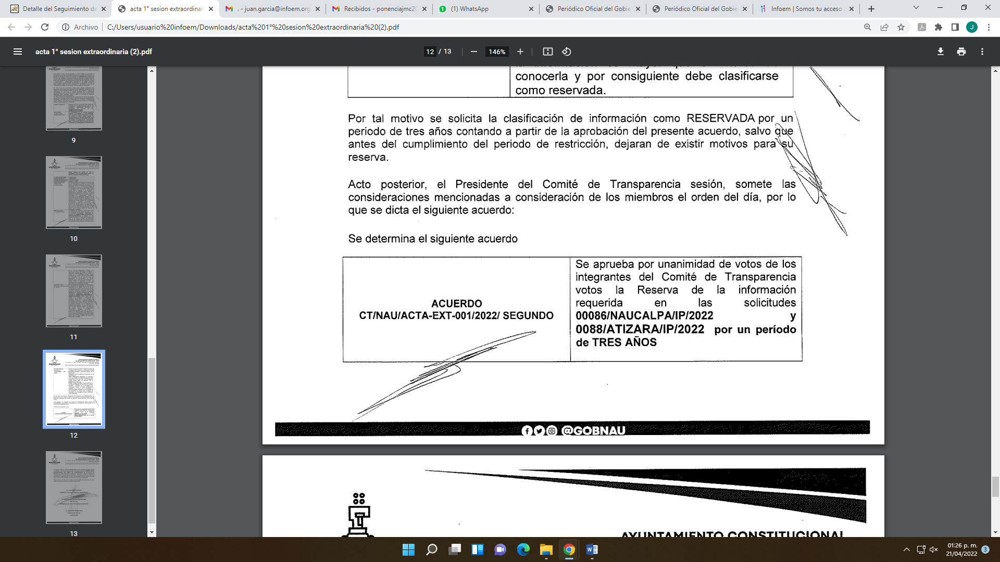 Detalle del Seguimiento de
acta 1° sesion extraordinar
. - juan.garcia@infoem.org
Recibidos - ponenciajmc20
(1) WhatsApp
Periódico Oficial del Gobie
Periódico Oficial del Gobie
Infoem | Somos tu acceso
Archivo C:/Users/usuario%20infoem/Downloads/acta%201°%20sesion%20extraordinaria%20(2).pdf
J
acta 1° sesion extraordinaria (2).pdf
12 / 13
146%
9
10
11
12
13
conocerla y por consiguiente debe clasificarse
como reservada.
Por tal motivo se solicita la clasificación de información como RESERVADA por un
periodo de tres años contando a partir de la aprobación del presente acuerdo, salvo que
antes del cumplimiento del periodo de restricción, dejaran de existir motivos para su
reserva.
Acto posterior, el Presidente del Comité de Transparencia sesión, somete las
consideraciones mencionadas a consideración de los miembros el orden del día, por lo
que se dicta el siguiente acuerdo:
Se determina el siguiente acuerdo
ACUERDO
CT/NAU/ACTA-EXT-001/2022/ SEGUNDO
Se aprueba por unanimidad de votos de los
integrantes del Comité de Transparencia
votos la Reserva de la información
requerida en las solicitudes
00086/NAUCALPA/IP/2022 y
0088/ATIZARA/IP/2022 por un período
de TRES AÑOS
@GOBNAU
AYUNTAMIENTO CONSTITUCIONAL
01:26 p. m.
21/04/2022
3